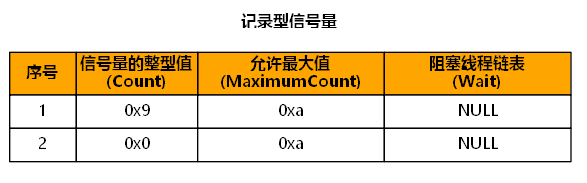 记录型信号量
序号 信号量的整型值 (Count) 允许最大值 (MaximumCount) 阻塞线程链表 (Wait)
1 0x9 0xa NULL
2 0x0 0xa NULL